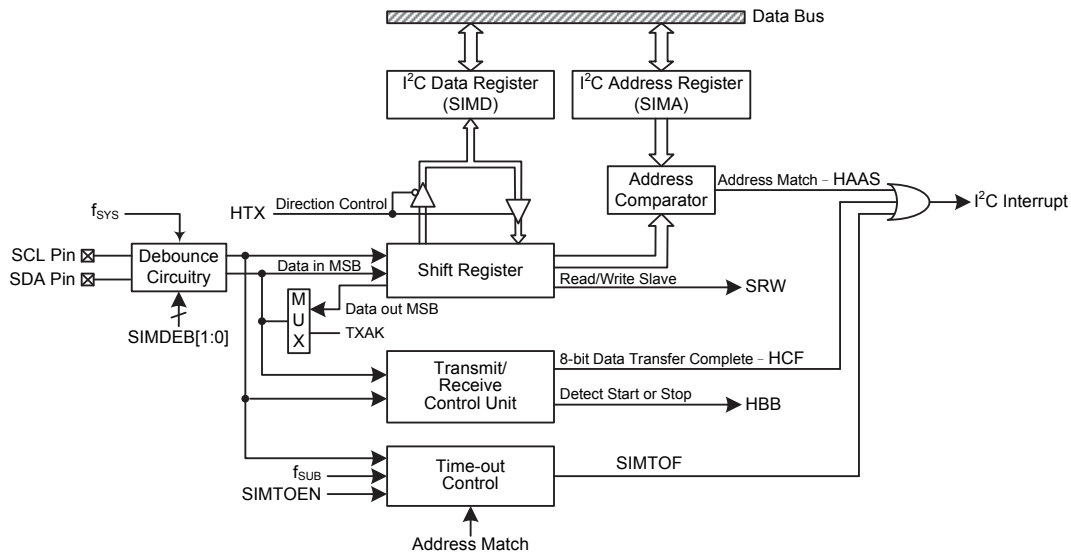 Data Bus
I²C Data Register
(SIMD)
I²C Address Register
(SIMA)
Address
Comparator
Address Match - HAAS
I²C Interrupt
HTX
Direction Control
fSYS
SCL Pin
SDA Pin
Debounce
Circuitry
SIMDEB[1:0]
Data in MSB
Shift Register
Read/Write Slave
SRW
M
U
X
Data out MSB
TXAK
Transmit/
Receive
Control Unit
8-bit Data Transfer Complete - HCF
Detect Start or Stop
HBB
fSUB
SIMTOEN
Time-out
Control
SIMTOF
Address Match